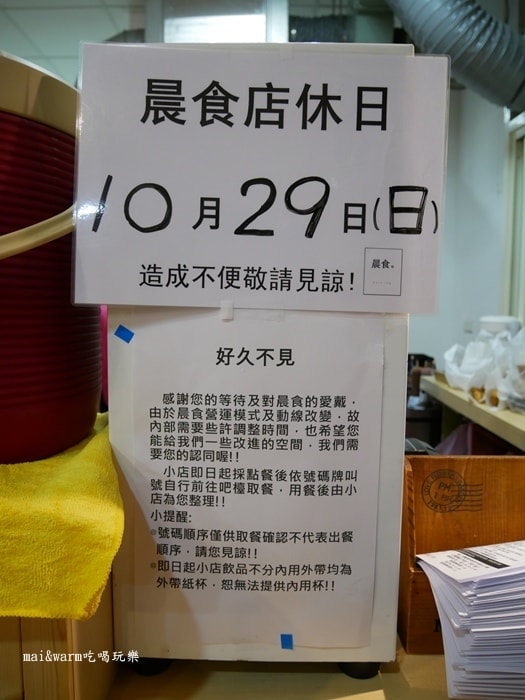 晨食店休日
10月29日(日)
造成不便敬請見諒!
晨食。
好久不見
感謝您的等待及對晨食的愛戴,
由於晨食營運模式及動線改變,故
內部需要些許調整時間,也希望您
能給我們一些改進的空間,我們需
要您的認同喔!!
小店即日起採點餐後依號碼牌叫
號自行前往吧檯取餐,用餐後由小
店為您整理!!
小提醒:
*號碼順序僅供取餐確認不代表出餐
順序,請您見諒!!
*即日起小店飲品不分內用外帶均為
外帶紙杯,恕無法提供內用杯!!
mai&warm吃喝玩樂